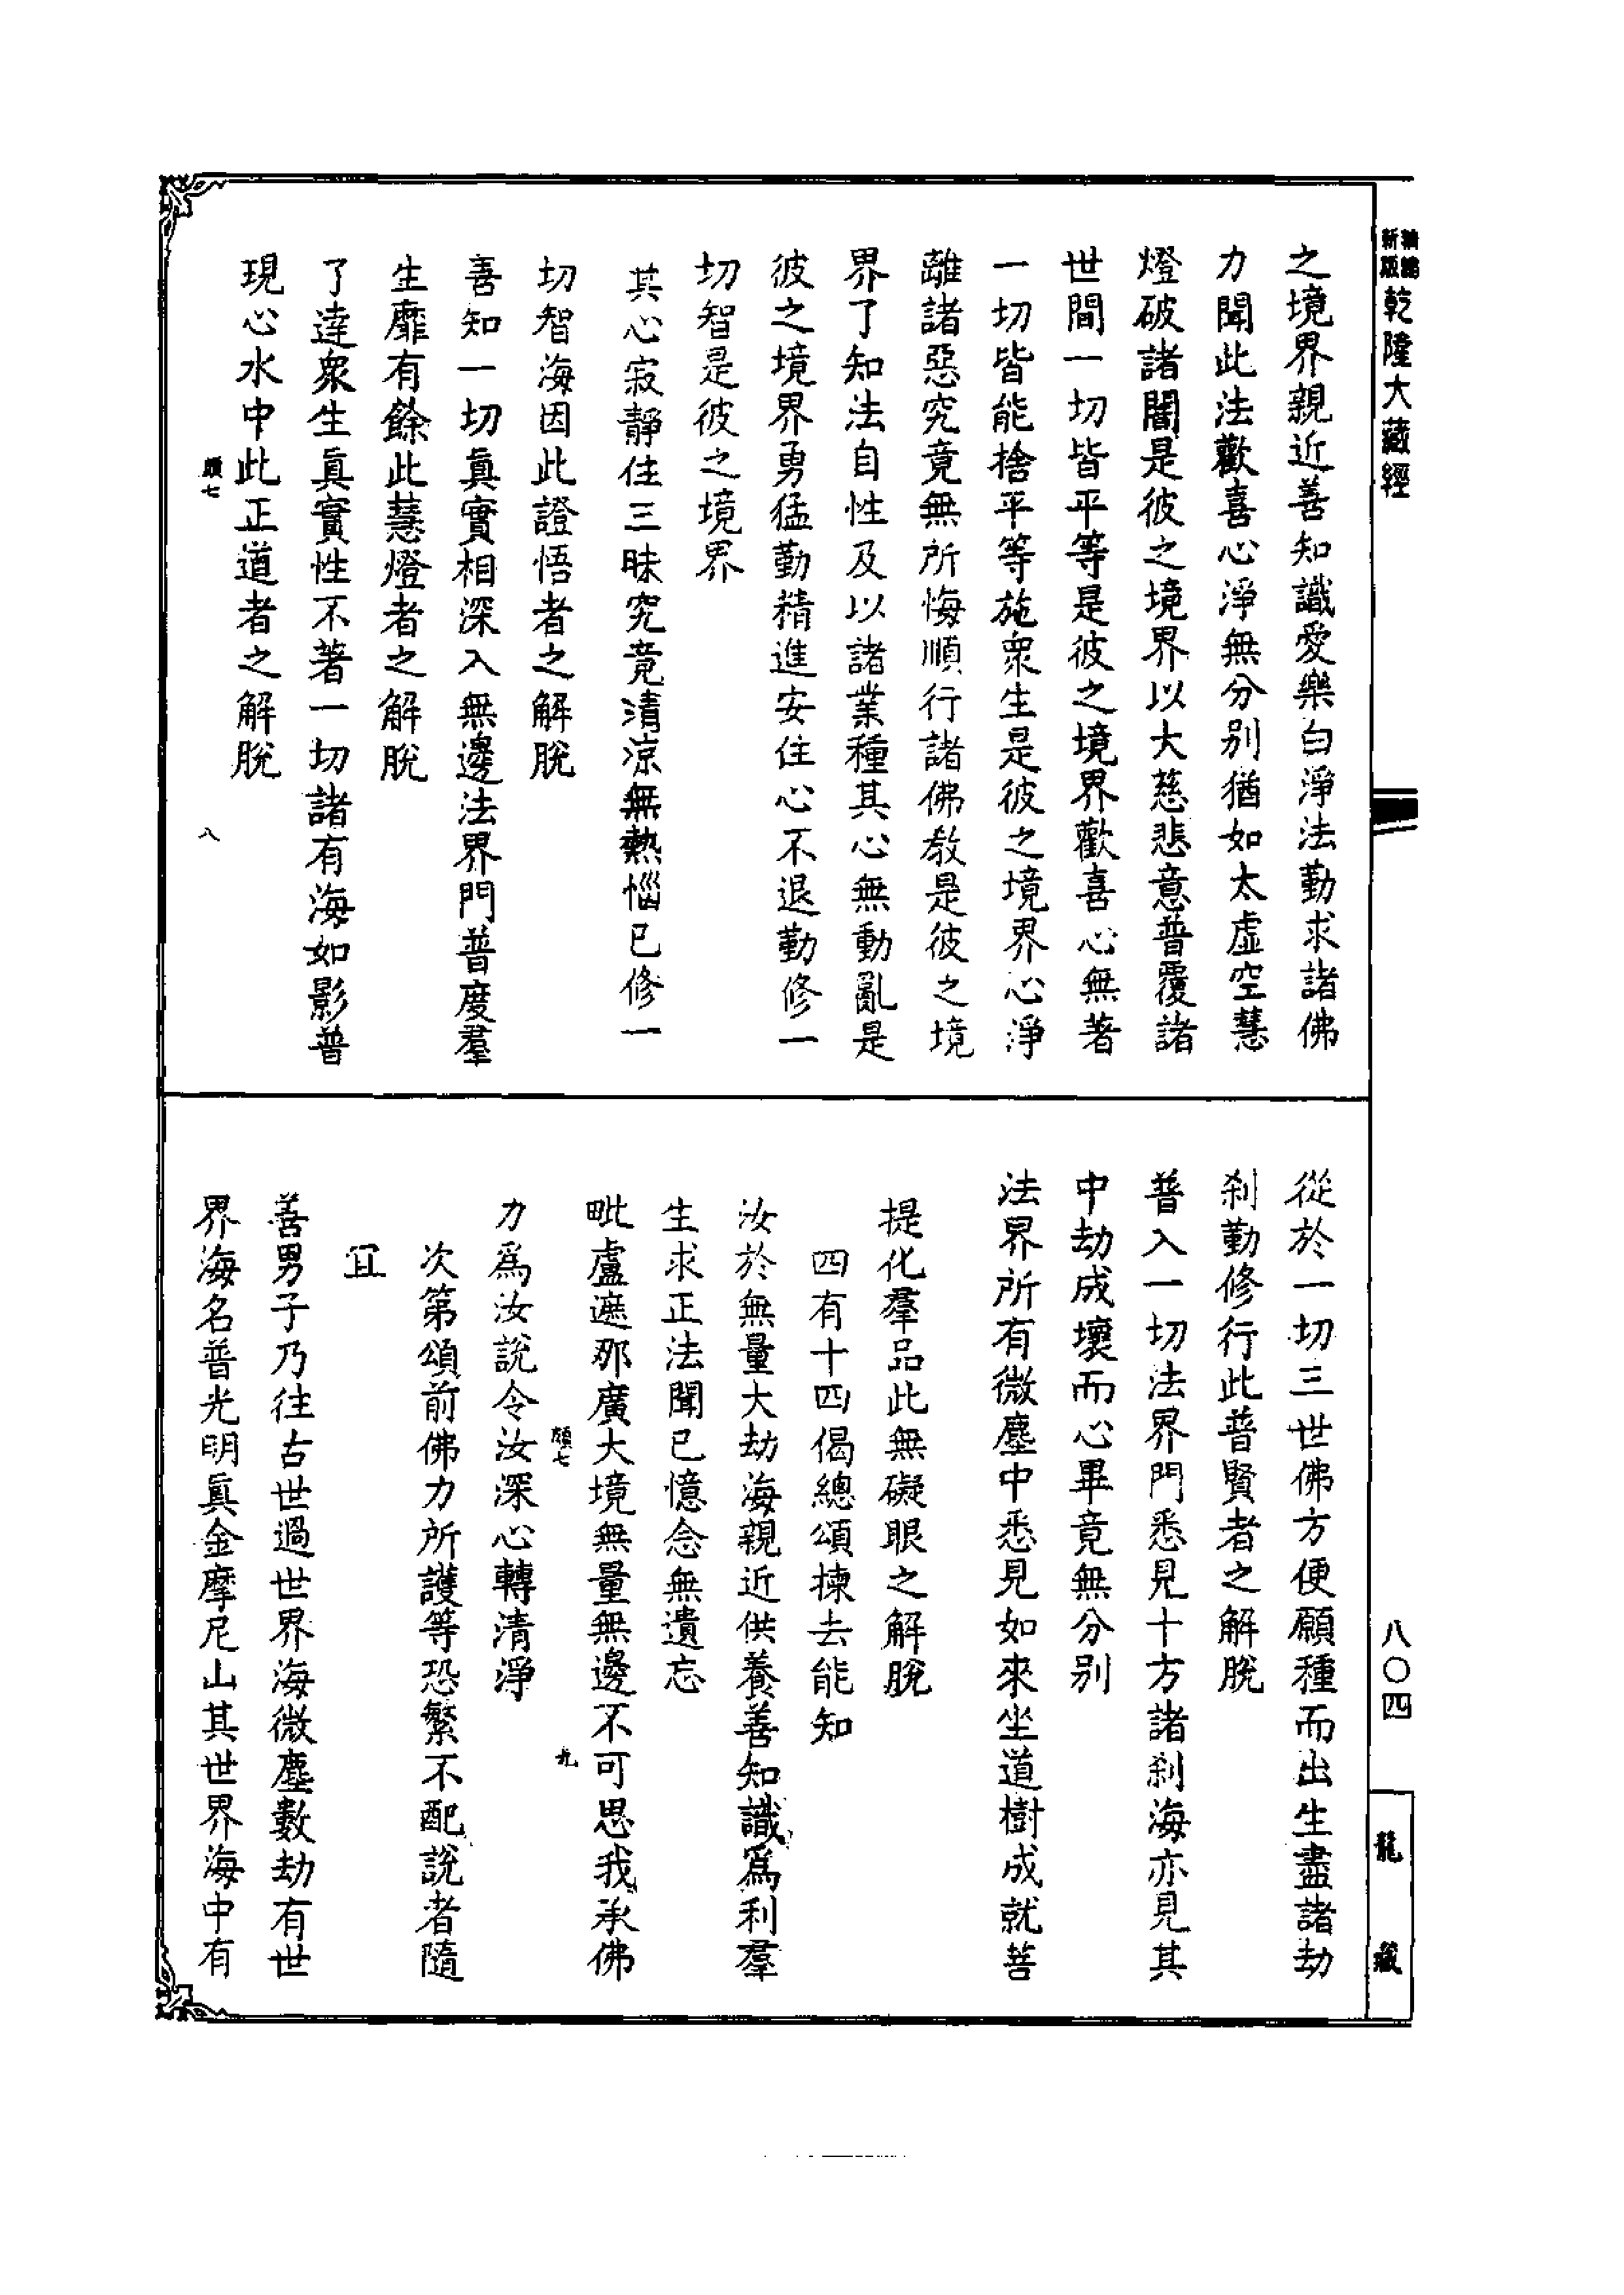 新版
乾隆大藏經
之境界親近善知識愛樂白淨法勤求諸佛
力聞此法歡喜心淨無分别猶如太虛空慧
燈破諸闇是彼之境界以大慈悲意普覆諸
世間一切皆平等是彼之境界歡喜心無著
一切皆能捨平等施衆生是彼之境界心淨
離諸惡究竟無所悔順行諸佛教是彼之境
界了知法自性及以諸業種其心無動亂是
彼之境界勇猛勤精進安住心不退勤修一
切智是彼之境界
其心寂靜住三昧究竟清凉無熱惱已修一
切智海因此證悟者之解脫
善知一切眞實相深入無邊法界門普度羣
生靡有餘此慧燈者之解脫
了達衆生眞實性不著一切諸有海如影普
現心水中此正道者之解脫
願七
八
從於一切三世佛方便願種而出生盡諸劫
刹勤修行此普賢者之解脫
普入一切法界門悉見十方諸刹海亦見其
中劫成壞而心畢竟無分别
法界所有微塵中悉見如來坐道樹成就菩
提化羣品此無礙眼之解脫
四有十四偈總頌揀去能知
汝於無量大劫海親近供養善知識爲利羣
生求正法聞已憶念無遺忘
毗盧遮那廣大境無量無邊不可思我承佛
願七
九
力爲汝說令汝深心轉清淨
次第頌前佛力所護等恐繁不配說者隨
宜
善男子乃往古世過世界海微塵數劫有世
界海名普光明眞金摩尼山其世界海中有
八〇四
龍藏